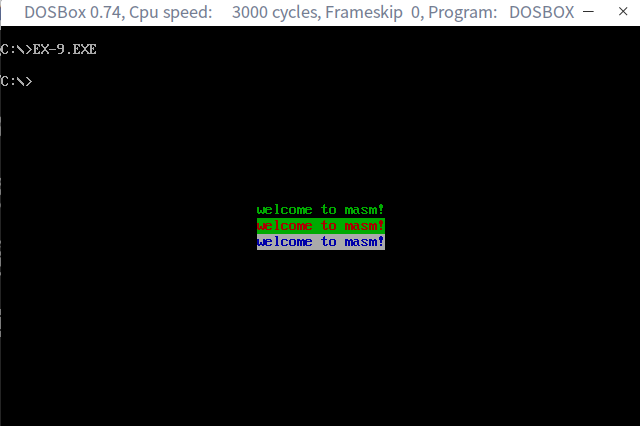 DOSBox 0.74, Cpu speed: 3000 cycles, Frameskip 0, Program: DOSBOX
C:\>EX-9.EXE
C:\>
welcome to masm!
welcome to masm!
welcome to masm!